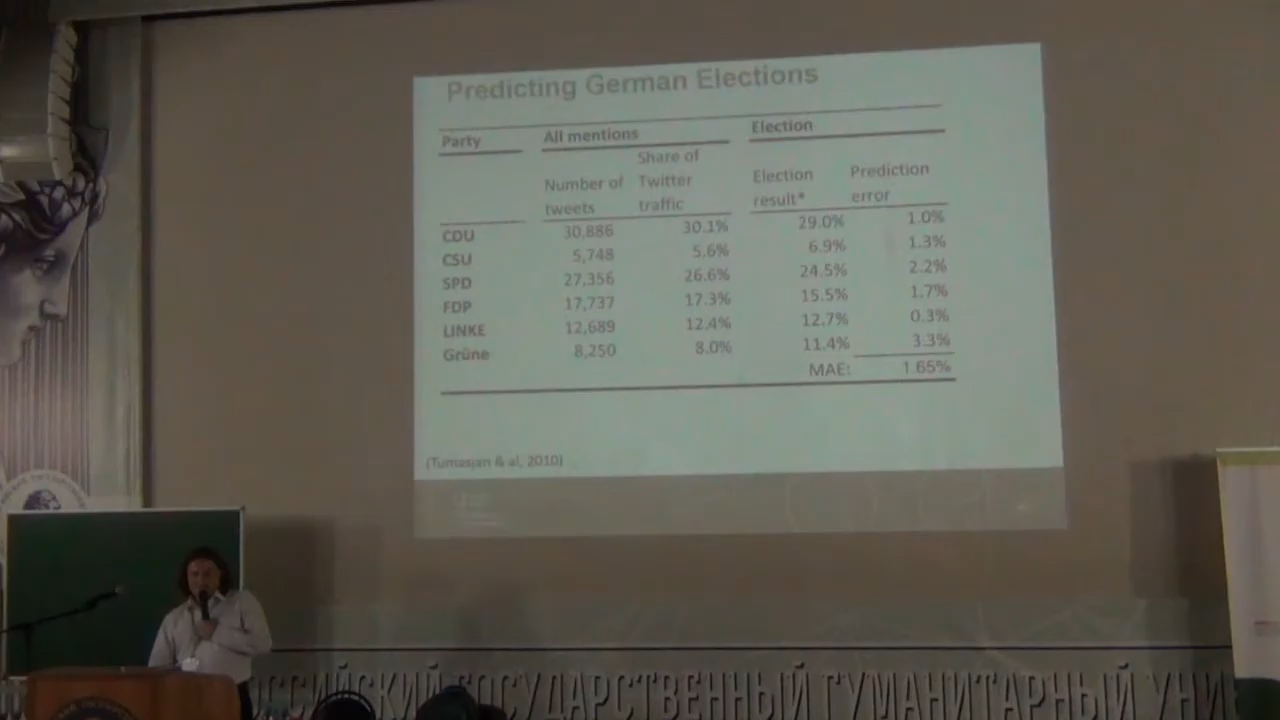 Predicting German Elections
Party All mentions Election
Number of tweets Share of Twitter traffic Election result* Prediction error
CDU 30,886 30.1% 29.0% 1.0%
CSU 5,748 5.6% 6.9% 1.3%
SPD 27,356 26.6% 24.5% 2.2%
FDP 17,737 17.3% 15.5% 1.7%
LINKE 12,689 12.4% 12.7% 0.3%
Grüne 8,250 8.0% 11.4% 3.3%
MAE: 1.65%
(Tumasjan & al, 2010)
ОССИЙСКИЙ ГОСУДАРСТВЕННЫЙ ГУМАНИТАРНЫЙ УНИ